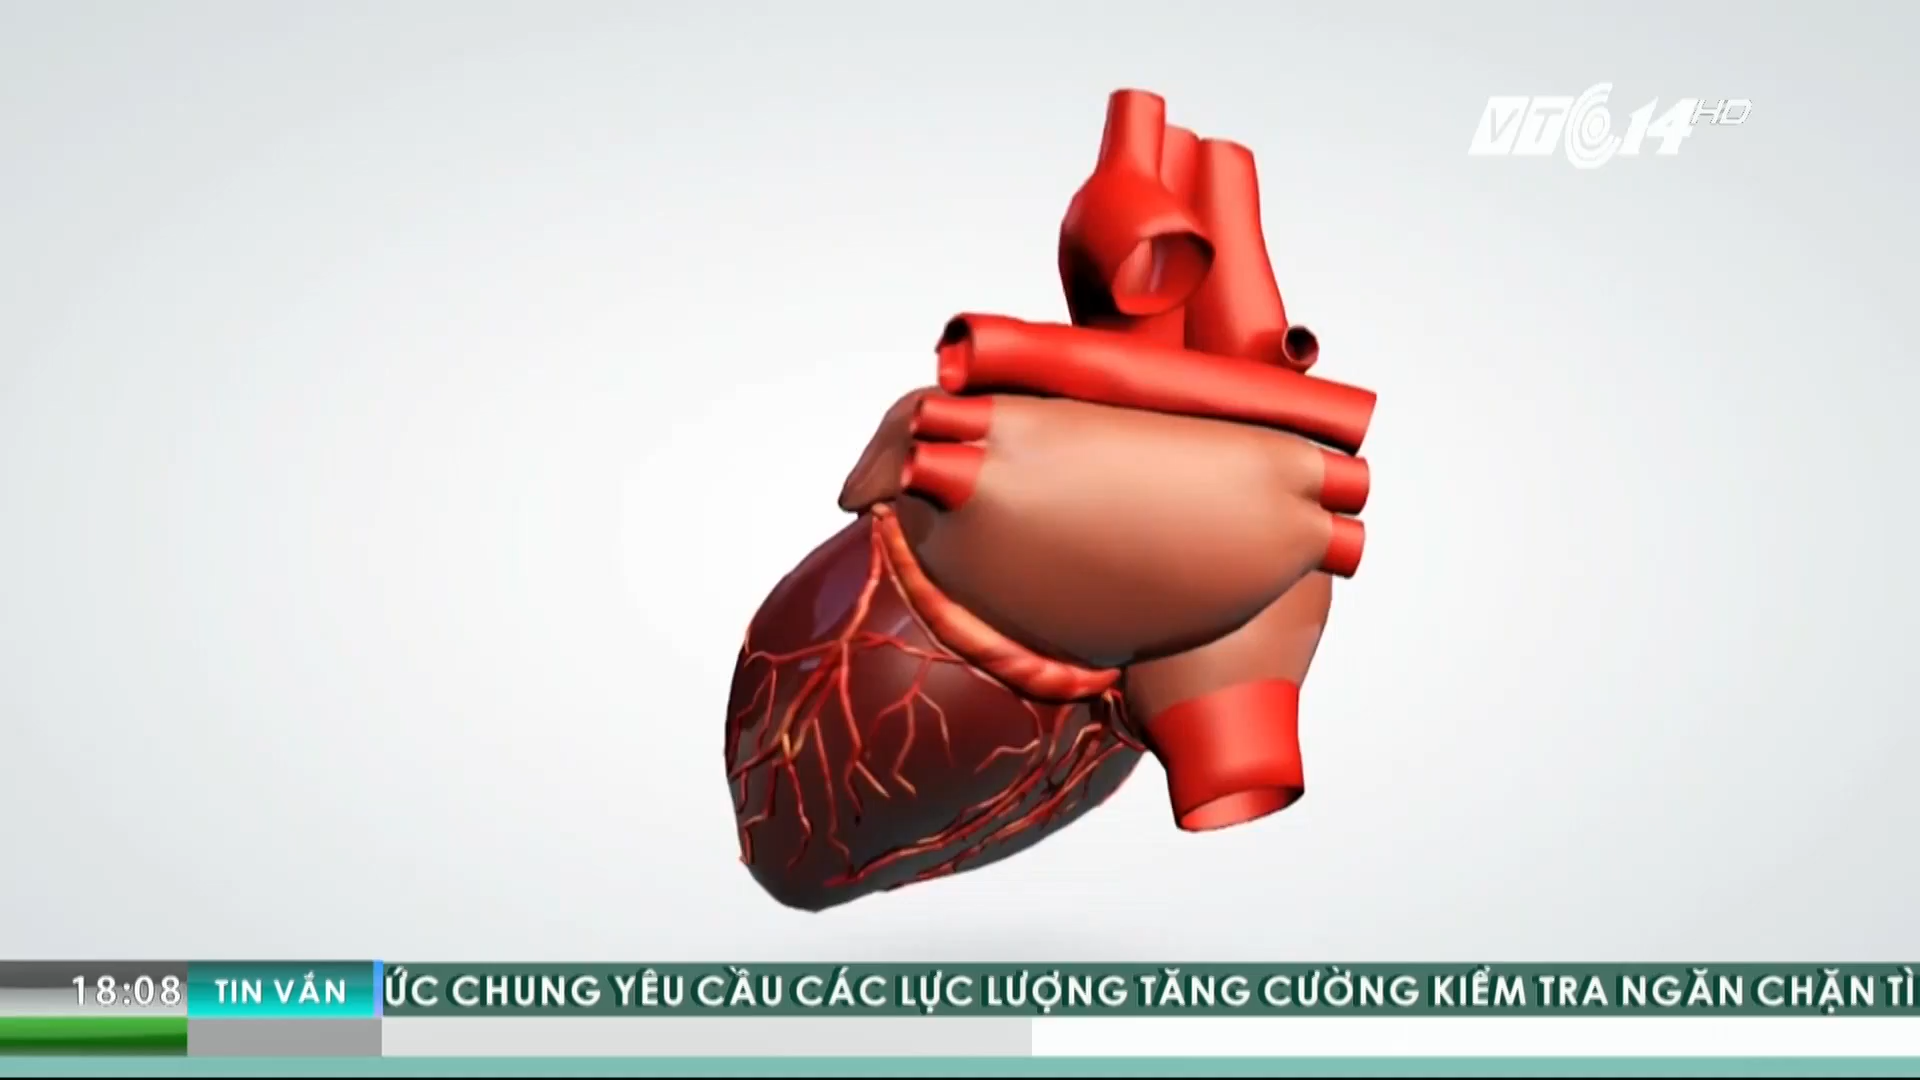 VTC14 HD
18:08 TIN VẮN ỨC CHUNG YÊU CẦU CÁC LỰC LƯỢNG TĂNG CƯỜNG KIỂM TRA NGĂN CHẶN TÌ